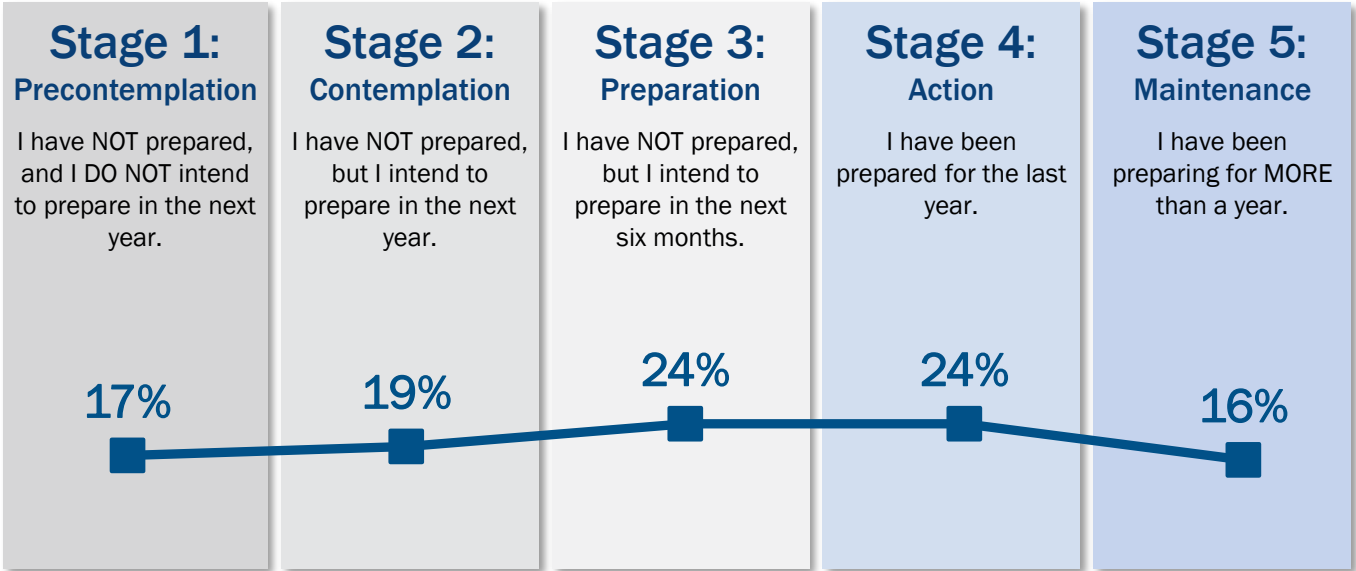 Stage 1:
Precontemplation
I have NOT prepared,
and I DO NOT intend
to prepare in the next
year.
17%
Stage 2:
Contemplation
I have NOT prepared,
but I intend to
prepare in the next
year.
19%
Stage 3:
Preparation
I have NOT prepared,
but I intend to
prepare in the next
six months.
24%
Stage 4:
Action
I have been
prepared for the last
year.
24%
Stage 5:
Maintenance
I have been
preparing for MORE
than a year.
16%